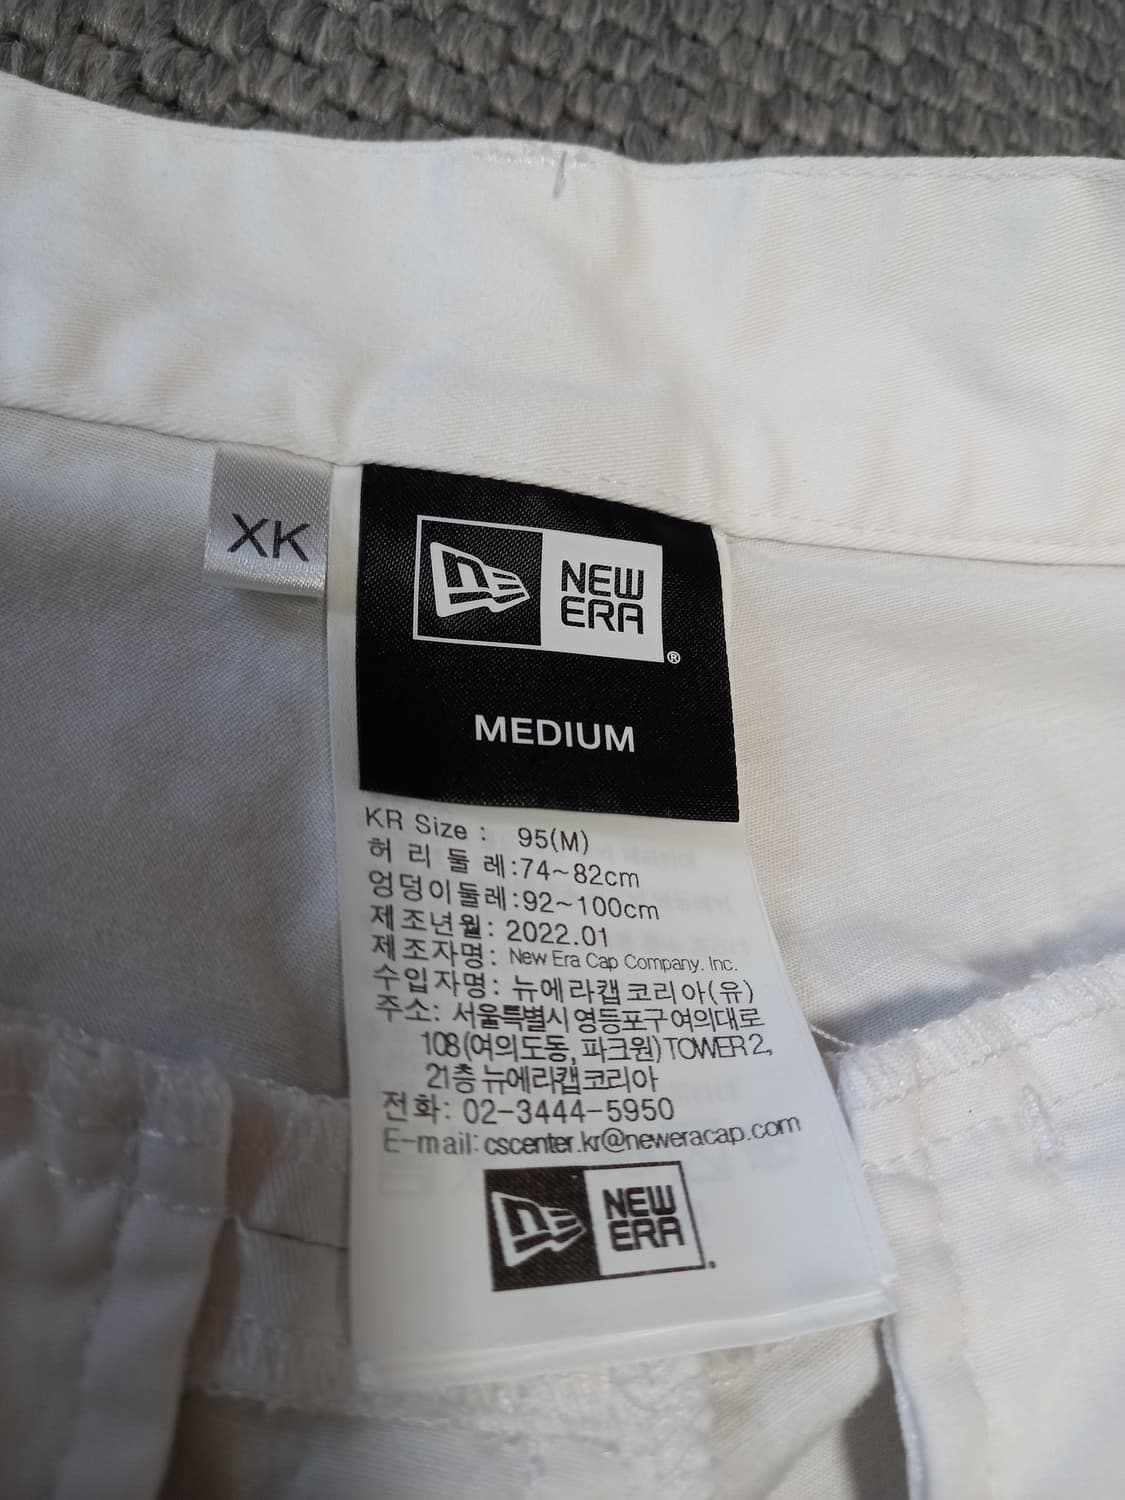 XK
NEW
ERA
®
MEDIUM
KR Size : 95(M)
허 리 둘 레:74~82cm
엉덩이둘레:92~100cm
제조년월: 2022.01
제조자명: New Era Cap Company. Inc.
수입자명: 뉴에라캡코리아(유)
주소: 서울특별시영등포구여의대로
108(여의도동, 파크원)TOWER2,
21층 뉴에라캡코리아
전화: 02-3444-5950
E-mail:cscenter.kr@neweracap.com
NEW
ERA